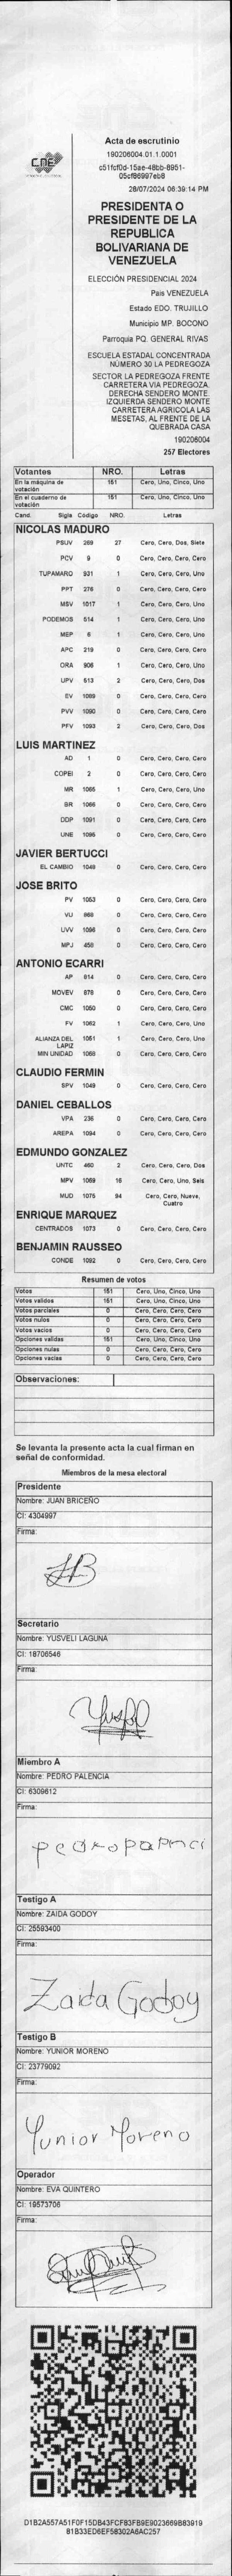 CNE
Acta de escrutinio
190206004.01.1.0001
28/07/2024 06:39:14 PM
PRESIDENTA O
PRESIDENTE DE LA
REPUBLICA
BOLIVARIANA DE
VENEZUELA
ELECCIÓN PRESIDENCIAL 2024
Pais VENEZUELA
Estado EDO. TRUJILLO
Municipio MP. BOCONO
Parroquia PQ. GENERAL RIVAS
ESCUELA ESTADAL CONCENTRADA
NÚMERO 30 LA PEDREGOZA
SECTOR LA PEDREGOZA FRENTE
CARRETERA VIA PEDREGOZA.
DERECHA SENDERO MONTE.
IZQUIERDA SENDERO MONTE
CARRETERA AGRICOLA LAS
MESETAS, AL FRENTE DE LA
QUEBRADA CASA
190206004
257 Electores
Votantes NRO. Letras
En la máquina de votación 151 Cero, Uno, Cinco, Uno
En el cuaderno de votación 151 Cero, Uno, Cinco, Uno
Cand. Sigla Código NRO. Letras
NICOLAS MADURO
PSUV 269 27 Cero, Cero, Dos, Siete
PCV 9 0 Cero, Cero, Cero, Cero
TUPAMARO 931 1 Cero, Cero, Cero, Uno
PPT 276 0 Cero, Cero, Cero, Cero
MSV 1017 1 Cero, Cero, Cero, Uno
PODEMOS 514 1 Cero, Cero, Cero, Uno
MEP 6 1 Cero, Cero, Cero, Uno
APC 219 0 Cero, Cero, Cero, Cero
ORA 906 1 Cero, Cero, Cero, Uno
UPV 513 2 Cero, Cero, Cero, Dos
EV 1089 0 Cero, Cero, Cero, Cero
PVV 1090 0 Cero, Cero, Cero, Cero
PFV 1093 2 Cero, Cero, Cero, Dos
LUIS MARTINEZ
AD 1 0 Cero, Cero, Cero, Cero
COPEI 2 0 Cero, Cero, Cero, Cero
MR 1085 1 Cero, Cero, Cero, Uno
BR 1066 0 Cero, Cero, Cero, Cero
DDP 1091 0 Cero, Cero, Cero, Cero
UNE 1095 0 Cero, Cero, Cero, Cero
JAVIER BERTUCCI
EL CAMBIO 1048 0 Cero, Cero, Cero, Cero
JOSE BRITO
PV 1053 0 Cero, Cero, Cero, Cero
VU 868 0 Cero, Cero, Cero, Cero
UVV 1096 0 Cero, Cero, Cero, Cero
MPJ 458 0 Cero, Cero, Cero, Cero
ANTONIO ECARRI
AP 814 0 Cero, Cero, Cero, Cero
MOVEV 879 0 Cero, Cero, Cero, Cero
CMC 1050 0 Cero, Cero, Cero, Cero
FV 1062 1 Cero, Cero, Cero, Uno
ALIANZA DEL LAPIZ 1051 1 Cero, Cero, Cero, Uno
MIN UNIDAD 1068 0 Cero, Cero, Cero, Cero
CLAUDIO FERMIN
SPV 1049 0 Cero, Cero, Cero, Cero
DANIEL CEBALLOS
VPA 236 0 Cero, Cero, Cero, Cero
AREPA 1094 0 Cero, Cero, Cero, Cero
EDMUNDO GONZALEZ
UNTC 460 2 Cero, Cero, Cero, Dos
MPV 1059 16 Cero, Cero, Uno, Seis
MUD 1075 94 Cero, Cero, Nueve, Cuatro
ENRIQUE MARQUEZ
CENTRADOS 1073 0 Cero, Cero, Cero, Cero
BENJAMIN RAUSSEO
CONDE 1092 0 Cero, Cero, Cero, Cero
Resumen de votos
Votos 151 Cero, Uno, Cinco, Uno
Votos validos 151 Cero, Uno, Cinco, Uno
Votos parciales 0 Cero, Cero, Cero, Cero
Votos nulos 0 Cero, Cero, Cero, Cero
Votos vacios 0 Cero, Cero, Cero, Cero
Opciones validas 151 Cero, Uno, Cinco, Uno
Opciones nulas 0 Cero, Cero, Cero, Cero
Opciones vacias 0 Cero, Cero, Cero, Cero
Observaciones:
Se levanta la presente acta la cual firman en
señal de conformidad.
Miembros de la mesa electoral
Presidente
Nombre: JUAN BRICEÑO
CI: 4304997
Firma:
JB
Secretario
Nombre: YUSVELI LAGUNA
CI: 18706546
Firma:
Miembro A
Nombre: PEDRO PALENCIA
CI: 6309612
Firma:
Testigo A
Nombre: ZAIDA GODOY
CI: 25593400
Firma:
Zaida Godoy
Testigo B
Nombre: YUNIOR MORENO
CI: 23779092
Firma:
Yunior Moreno
Operador
Nombre: EVA QUINTERO
CI: 19573706
Firma: